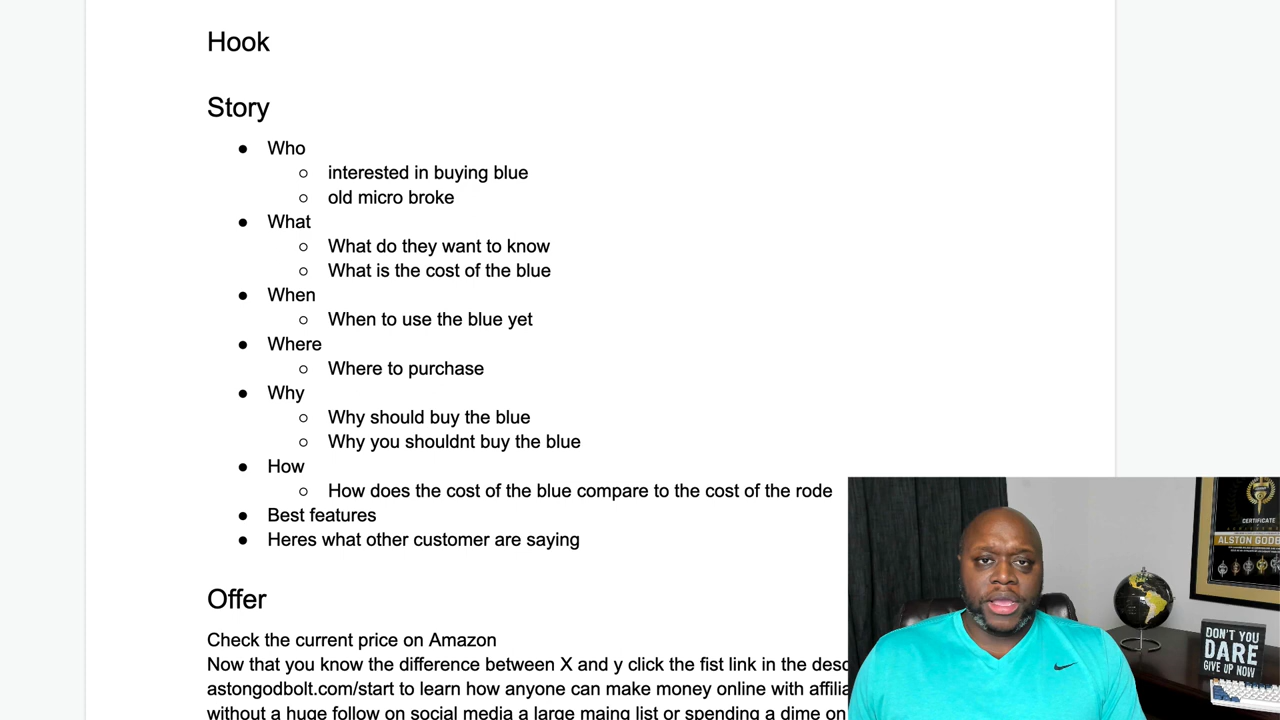 Hook
Story
● Who
○ interested in buying blue
○ old micro broke
● What
○ What do they want to know
○ What is the cost of the blue
● When
○ When to use the blue yet
● Where
○ Where to purchase
● Why
○ Why should buy the blue
○ Why you shouldnt buy the blue
● How
○ How does the cost of the blue compare to the cost of the rode
● Best features
● Heres what other customer are saying
Offer
Check the current price on Amazon
Now that you know the difference between X and y click the fist link in the desc
astongodbolt.com/start to learn how anyone can make money online with affilia
without a huge follow on social media a large maing list or spending a dime on
CERTIFICATE
ALSTON GODB
DON'T YOU
DARE
GIVE UP NOW